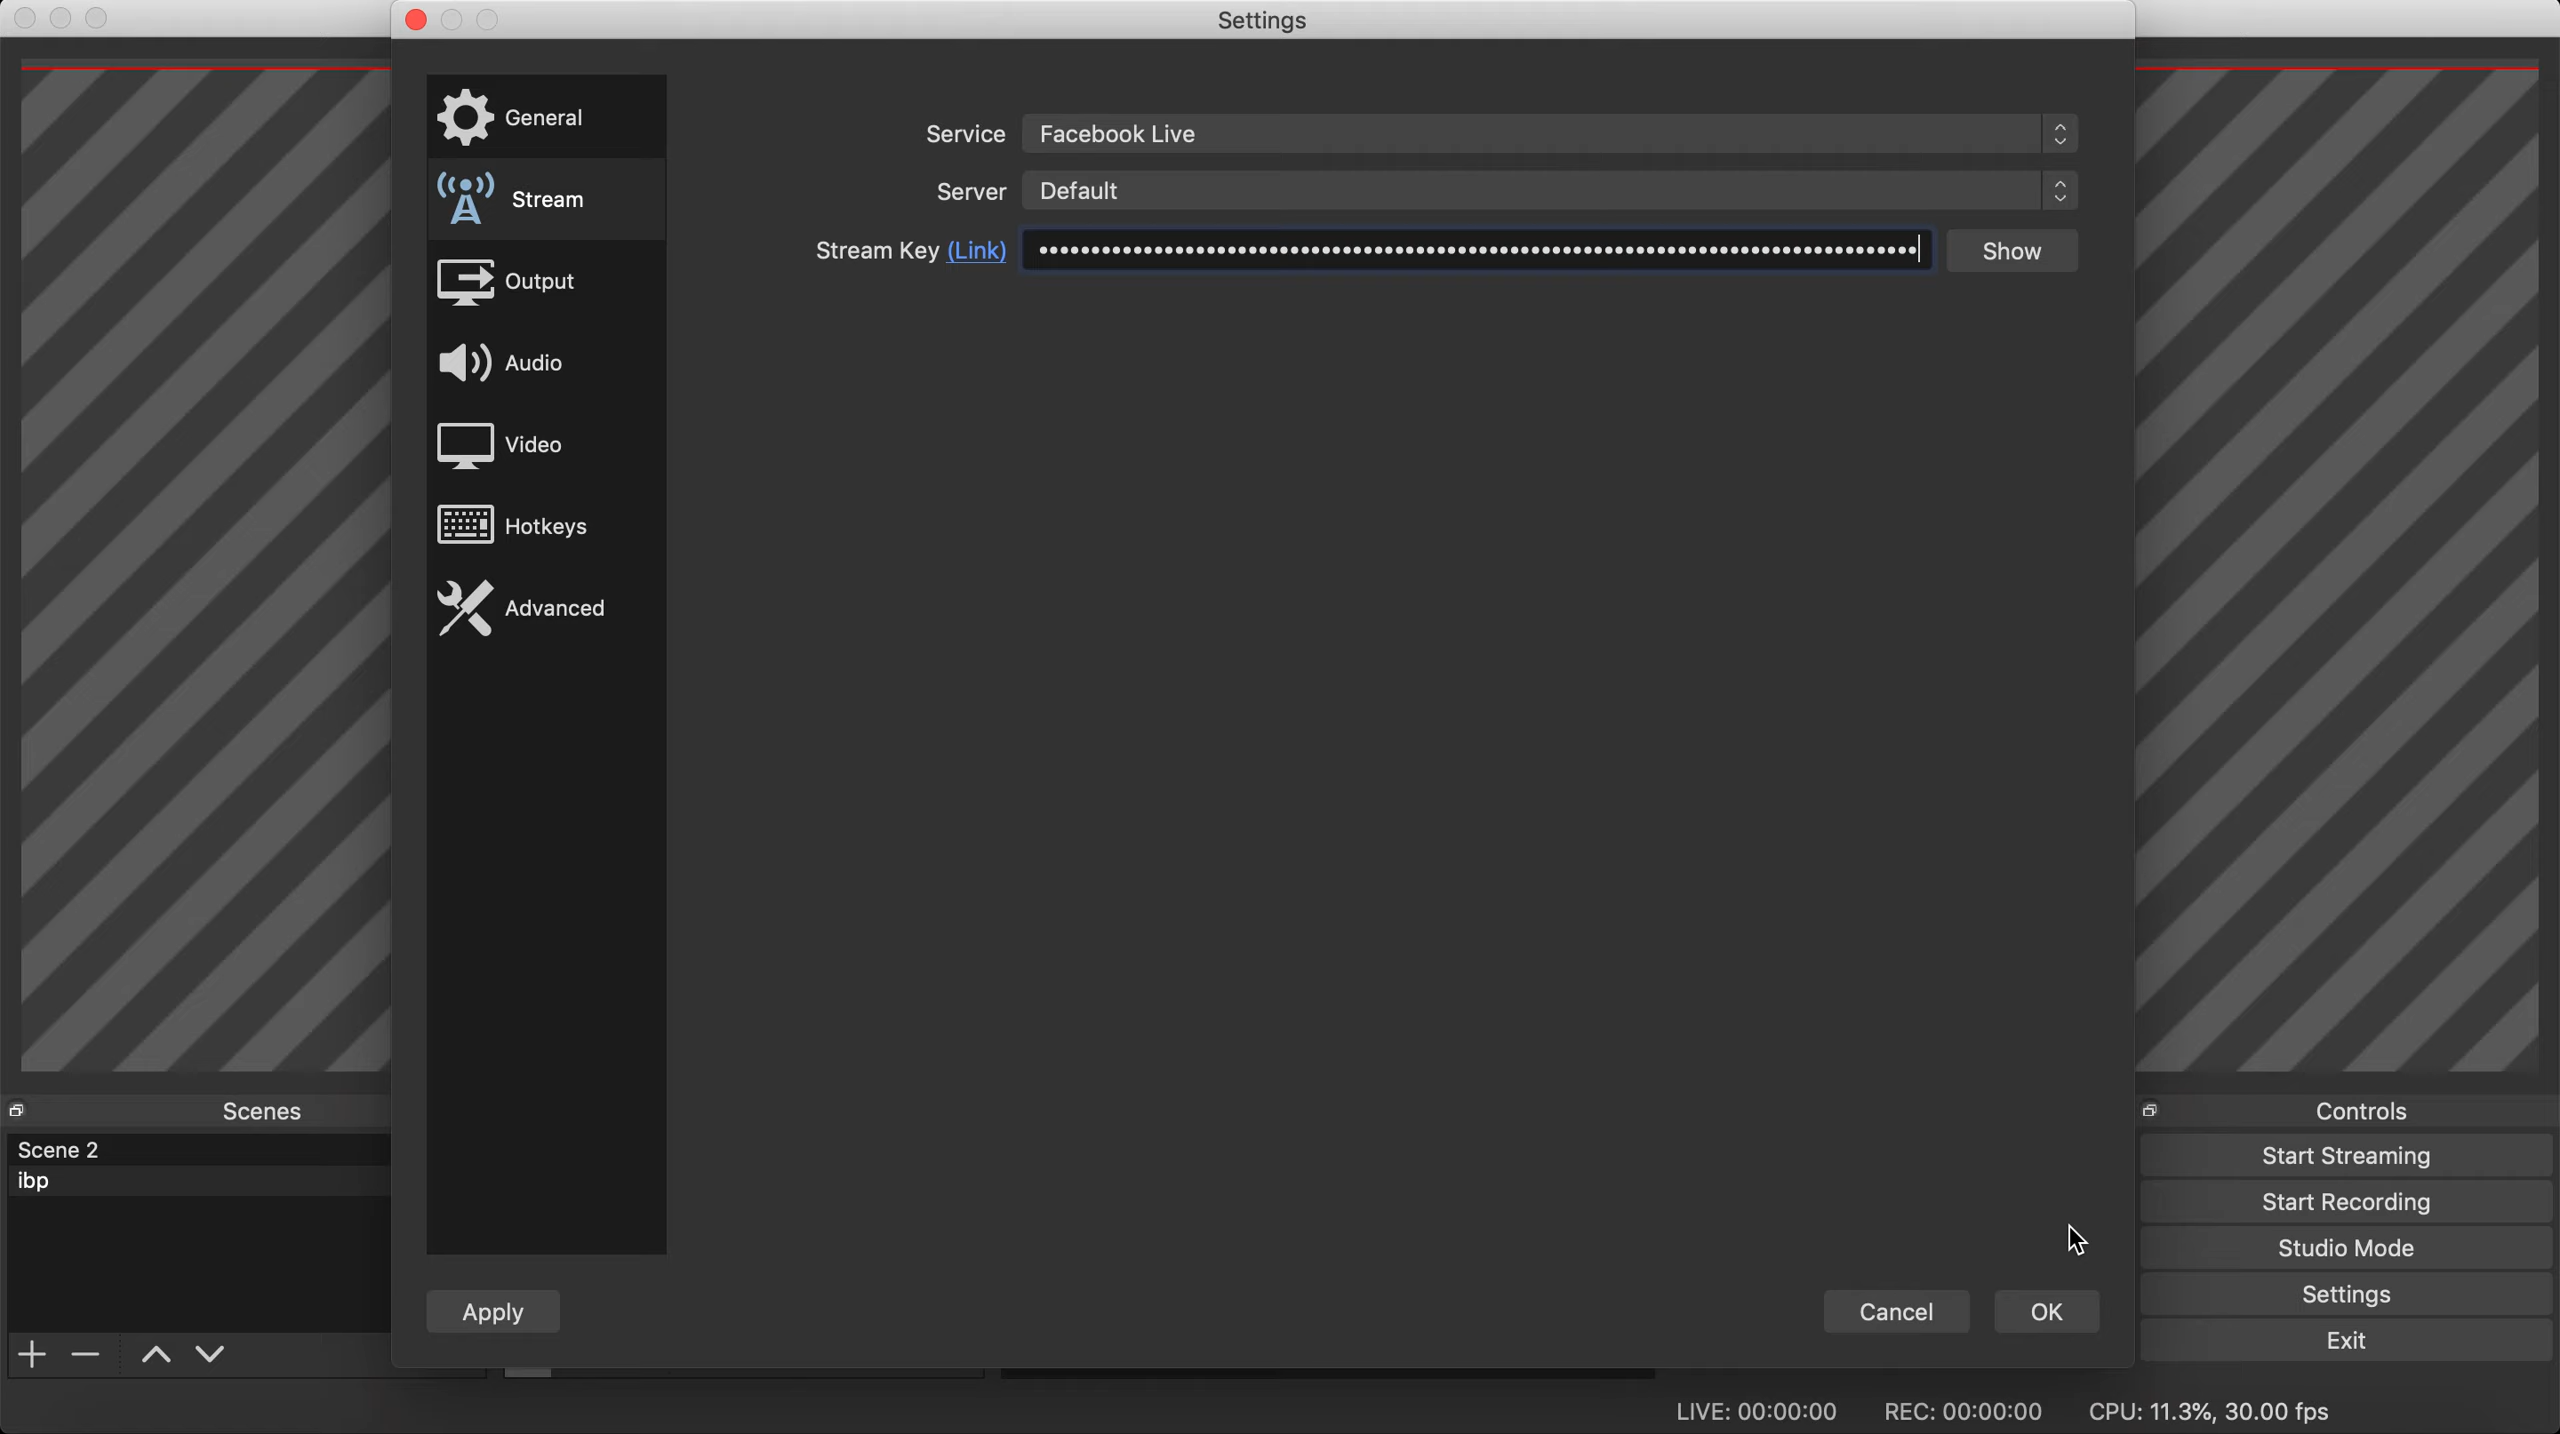 Settings
General
Stream
Output
Audio
Video
Hotkeys
Advanced
Service Facebook Live
Server Default
Stream Key (Link) Show
Apply Cancel OK
Scenes
Scene 2
ibp
Controls
Start Streaming
Start Recording
Studio Mode
Settings
Exit
LIVE: 00:00:00 REC: 00:00:00 CPU: 11.3%, 30.00 fps